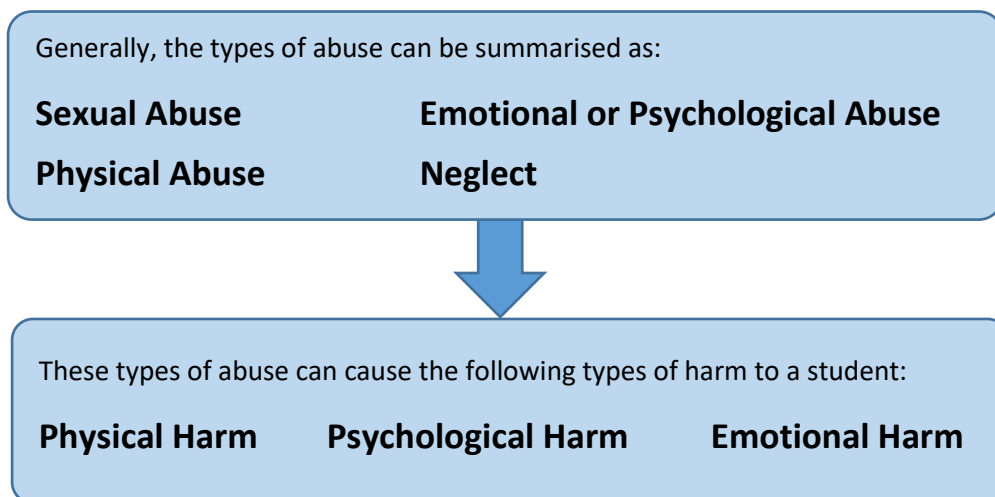 Generally, the types of abuse can be summarised as:
Sexual Abuse Emotional or Psychological Abuse
Physical Abuse Neglect
These types of abuse can cause the following types of harm to a student:
Physical Harm Psychological Harm Emotional Harm